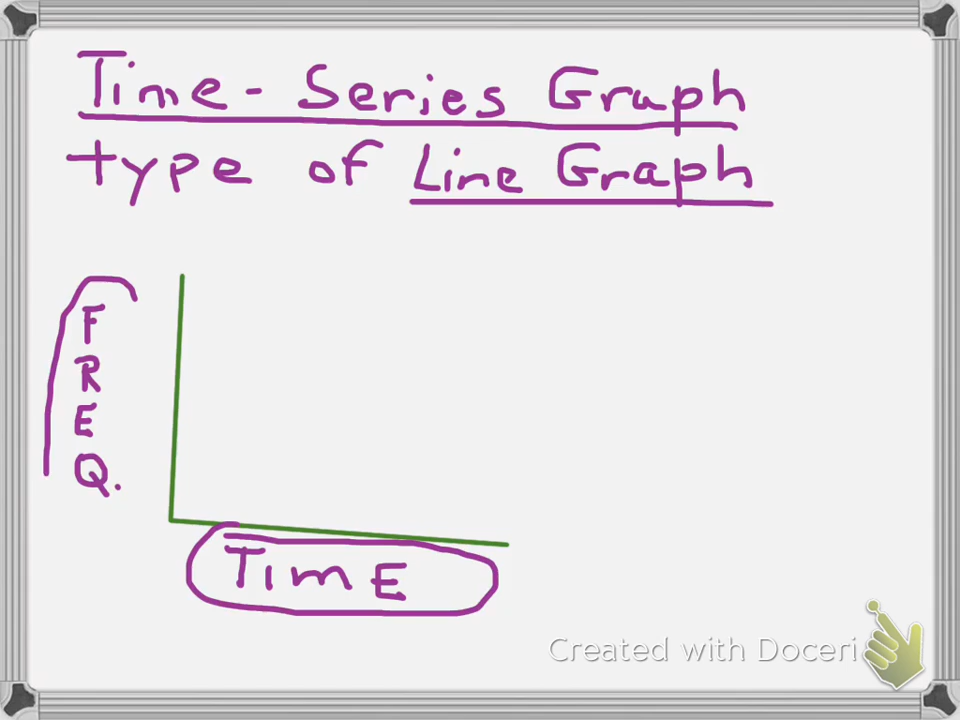 Time-Series Graph
type of Line Graph
F
R
E
Q.
TimE
Created with Doceri